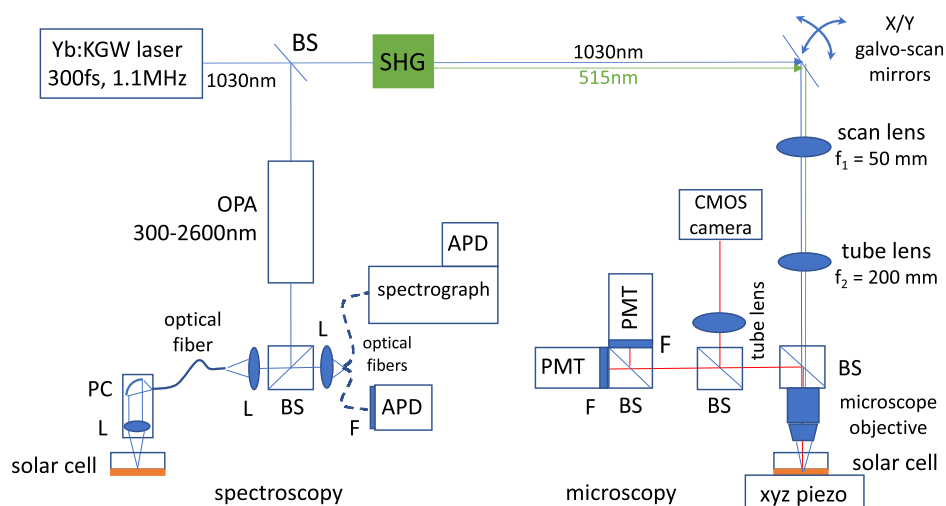 Yb:KGW laser
300fs, 1.1MHz
1030nm
BS
SHG
1030nm
515nm
X/Y
galvo-scan
mirrors
scan lens
f₁ = 50 mm
OPA
300-2600nm
CMOS
camera
tube lens
f₂ = 200 mm
APD
spectrograph
PMT
tube lens
optical
fiber
L
optical
fibers
F
PMT
BS
PC
L
BS
F
APD
F
BS
BS
microscope
objective
L
solar cell
solar cell
spectroscopy
microscopy
xyz piezo